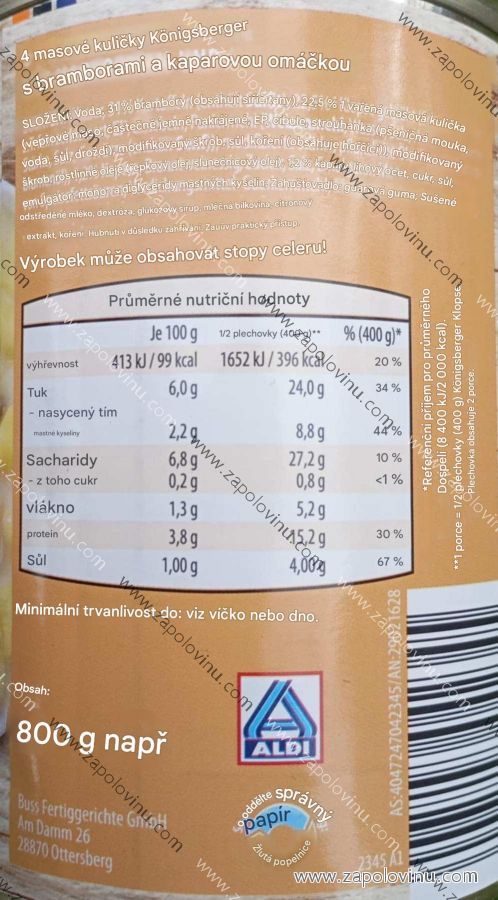 4 masové kuličky Königsberger
s bramborami a kaparovou omáčkou
SLOŽENÍ: Voda, 31 % brambory (obsahují siřičitany), 22,5 % vařená masová kulička
(vepřové maso, částečně jemně nakrájené, EP, cibule, strouhanka (pšeničná mouka,
voda, sůl, droždí), modifikovaný škrob, sůl, koření (obsahuje hořčici)), modifikovaný
škrob, rostlinné oleje (řepkový olej, slunečnicový olej), 1,2 % kapary, lihový ocet, cukr, sůl,
emulgátor: mono- a diglyceridy mastných kyselin, zahušťovadlo: guarová guma; Sušené
odstředěné mléko, dextróza, glukózový sirup, mléčná bílkovina, citronový
extrakt, koření. Hubnutí v důsledku zahřívání: Zauuv praktický přístup.
Výrobek může obsahovat stopy celeru!
Průměrné nutriční hodnoty
Je 100 g 1/2 plechovky (400 g)** % (400 g)*
výhřevnost 413 kJ / 99 kcal 1652 kJ / 396 kcal 20 %
Tuk 6,0 g 24,0 g 34 %
- nasycený tím
mastné kyseliny 2,2 g 8,8 g 44 %
Sacharidy 6,8 g 27,2 g 10 %
- z toho cukr 0,2 g 0,8 g <1 %
vlákno 1,3 g 5,2 g
protein 3,8 g 15,2 g 30 %
Sůl 1,00 g 4,00 g 67 %
*Referenční příjem pro průměrného
Dospělí (8 400 kJ/2 000 kcal).
**1 porce = 1/2 plechovky (400 g) Königsberger Klopse
Plechovka obsahuje 2 porce.
Minimální trvanlivost do: viz víčko nebo dno.
Obsah:
800 g např
ALDI
oddělte správný
papír
žlutá popelnice
Buss Fertiggerichte GmbH
Am Damm 26
28870 Ottersberg
AS:4047247042345/AN:29021628
2345 A1
www.zapolovinu.com